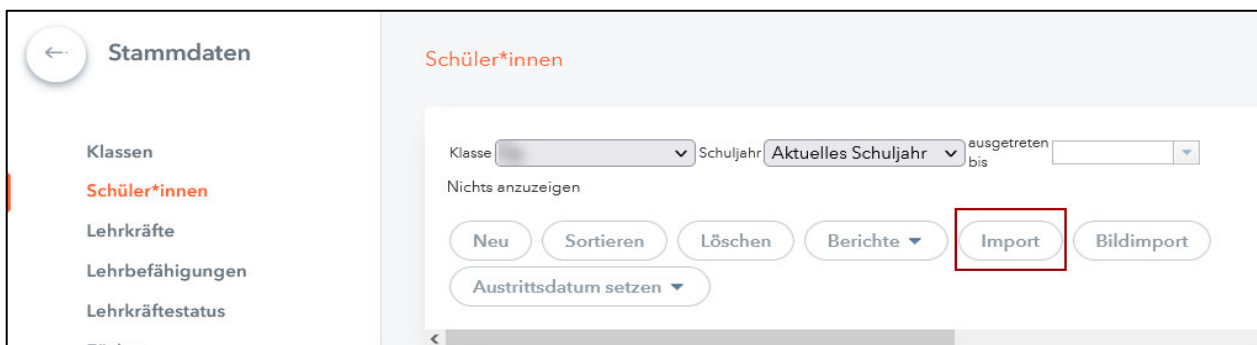 Stammdaten
Schüler*innen
Klassen
Schüler*innen
Lehrkräfte
Lehrbefähigungen
Lehrkräftestatus
Klasse Schuljahr Aktuelles Schuljahr ausgetreten bis
Nichts anzuzeigen
Neu Sortieren Löschen Berichte Import Bildimport
Austrittsdatum setzen